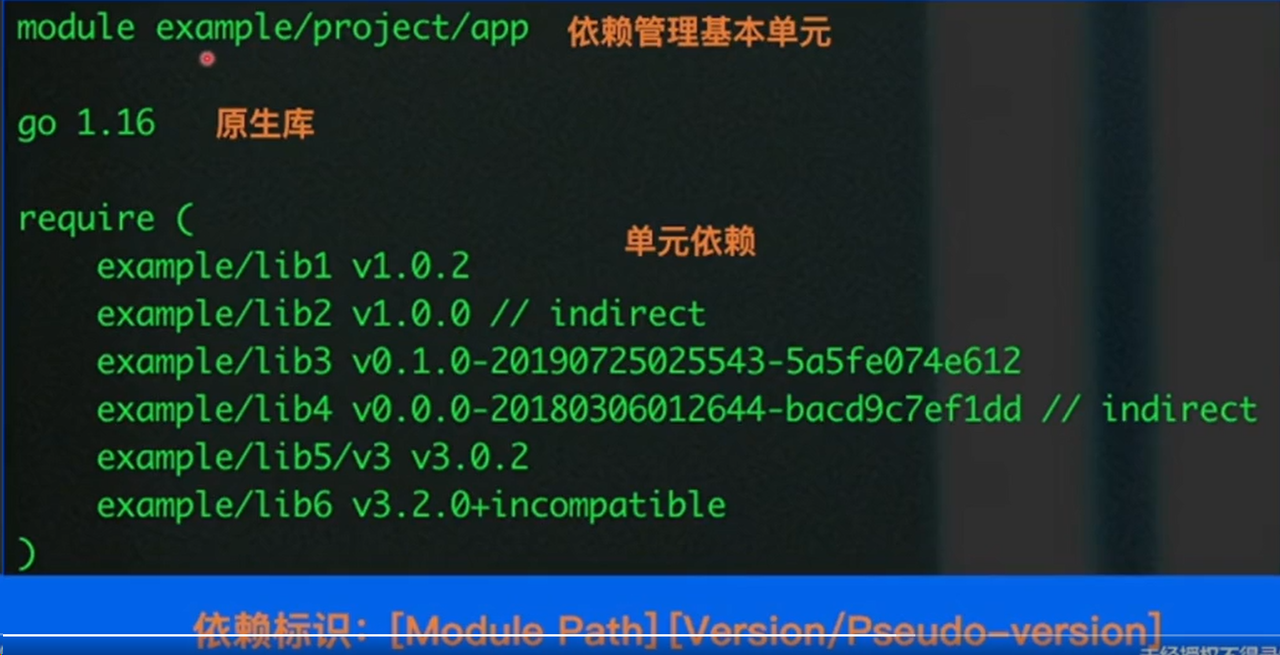 module example/project/app 依赖管理基本单元
go 1.16 原生库
require (
单元依赖
example/lib1 v1.0.2
example/lib2 v1.0.0 // indirect
example/lib3 v0.1.0-20190725025543-5a5fe074e612
example/lib4 v0.0.0-20180306012644-bacd9c7ef1dd // indirect
example/lib5/v3 v3.0.2
example/lib6 v3.2.0+incompatible
)
依赖标识：[Module Path][Version/Pseudo-version]